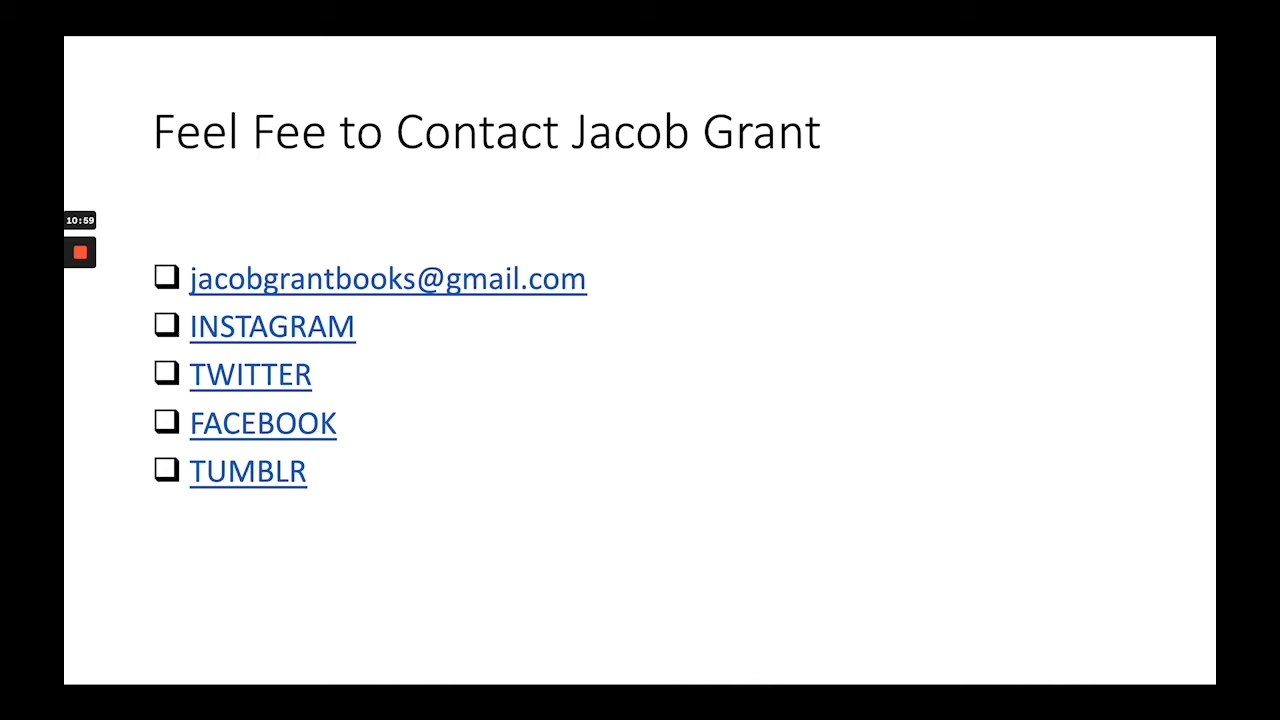 Feel Fee to Contact Jacob Grant
10:59
jacobgrantbooks@gmail.com
INSTAGRAM
TWITTER
FACEBOOK
TUMBLR